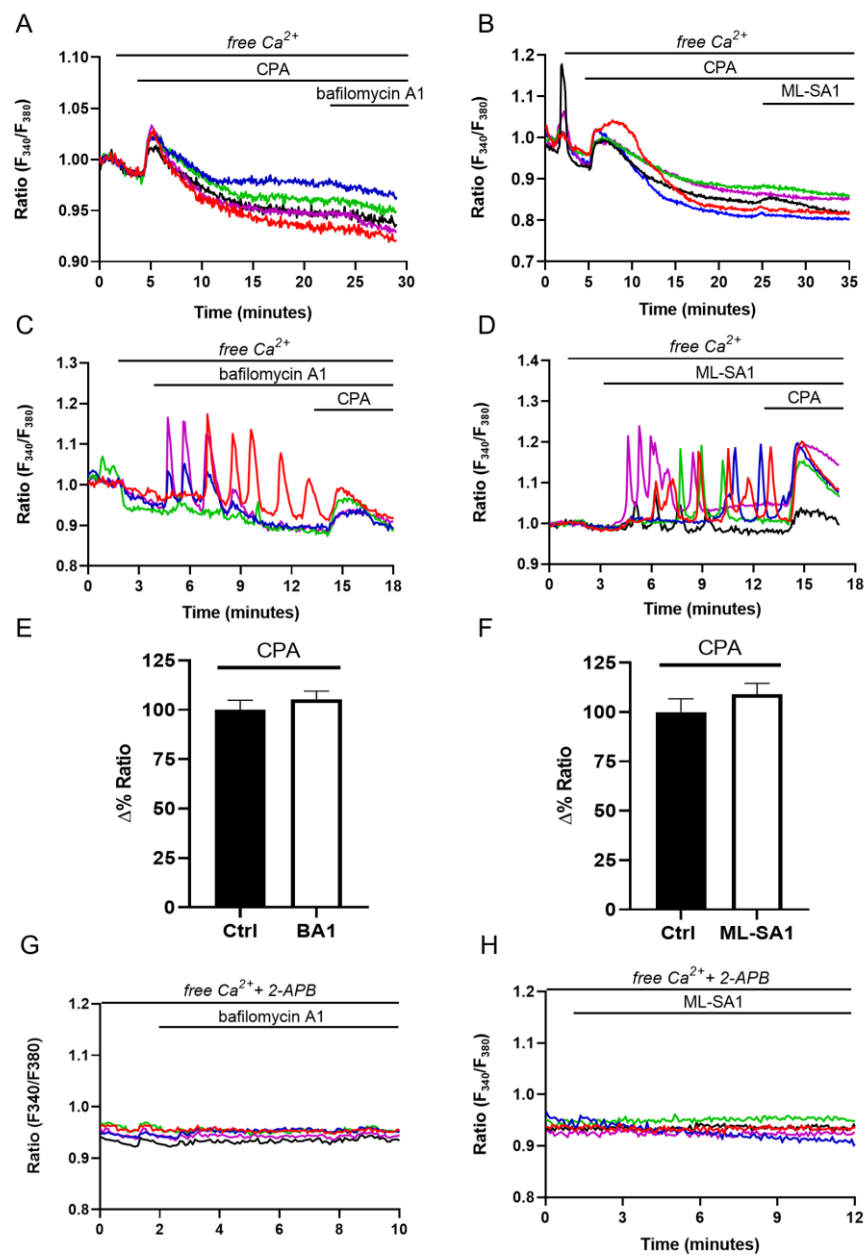 A
free Ca²⁺
CPA
bafilomycin A1
Ratio (F₃₄₀/F₃₈₀)
1.10
1.05
1.00
0.95
0.90
0 5 10 15 20 25 30
Time (minutes)
B
free Ca²⁺
CPA
ML-SA1
Ratio (F₃₄₀/F₃₈₀)
1.2
1.1
1.0
0.9
0.8
0.7
0 5 10 15 20 25 30 35
Time (minutes)
C
free Ca²⁺
bafilomycin A1
CPA
Ratio (F₃₄₀/F₃₈₀)
1.3
1.2
1.1
1.0
0.9
0.8
0 3 6 9 12 15 18
Time (minutes)
D
free Ca²⁺
ML-SA1
CPA
Ratio (F₃₄₀/F₃₈₀)
1.4
1.3
1.2
1.1
1.0
0.9
0 3 6 9 12 15 18
Time (minutes)
E
CPA
Δ% Ratio
125
100
75
50
25
0
Ctrl BA1
F
CPA
Δ% Ratio
125
100
75
50
25
0
Ctrl ML-SA1
G
free Ca²⁺ + 2-APB
bafilomycin A1
Ratio (F340/F380)
1.2
1.1
1.0
0.9
0.8
0 2 4 6 8 10
Time (minutes)
H
free Ca²⁺ + 2-APB
ML-SA1
Ratio (F₃₄₀/F₃₈₀)
1.2
1.1
1.0
0.9
0.8
0 3 6 9 12
Time (minutes)